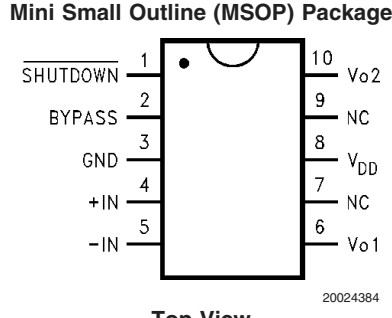 Mini Small Outline (MSOP) Package
SHUTDOWN 1 10 Vo2
BYPASS 2 9 NC
GND 3 8 VDD
+IN 4 7 NC
−IN 5 6 Vo1
20024384
Top View